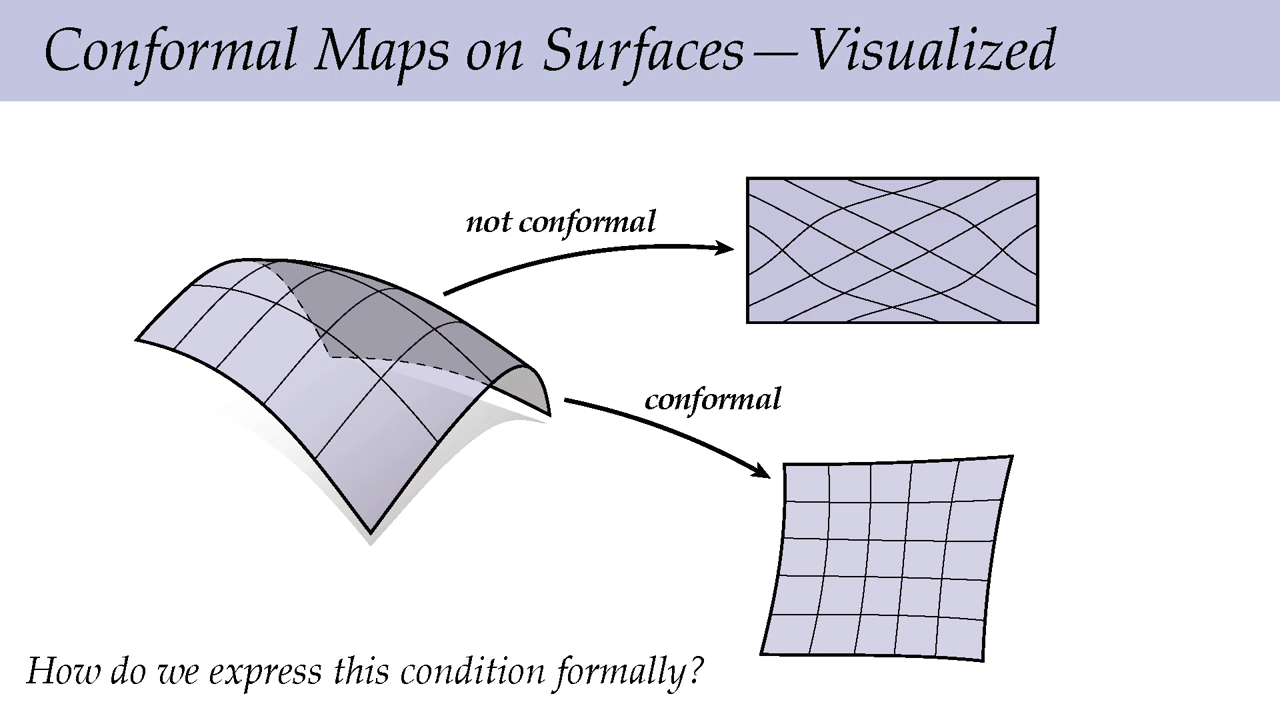 Conformal Maps on Surfaces—Visualized
not conformal
conformal
How do we express this condition formally?